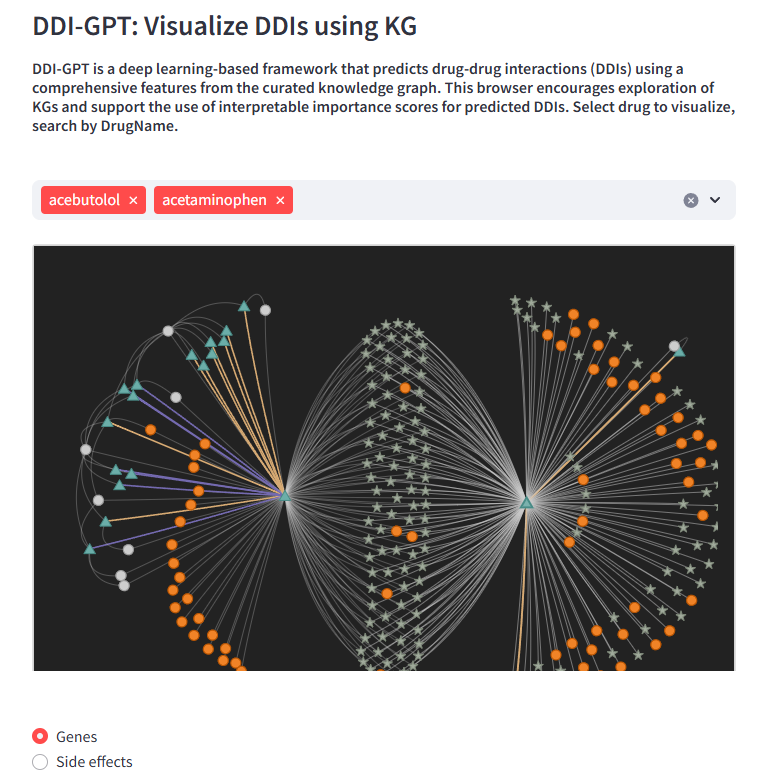 DDI-GPT: Visualize DDIs using KG
DDI-GPT is a deep learning-based framework that predicts drug-drug interactions (DDIs) using a
comprehensive features from the curated knowledge graph. This browser encourages exploration of
KGs and support the use of interpretable importance scores for predicted DDIs. Select drug to visualize,
search by DrugName.
acebutolol × acetaminophen ×
Genes
Side effects